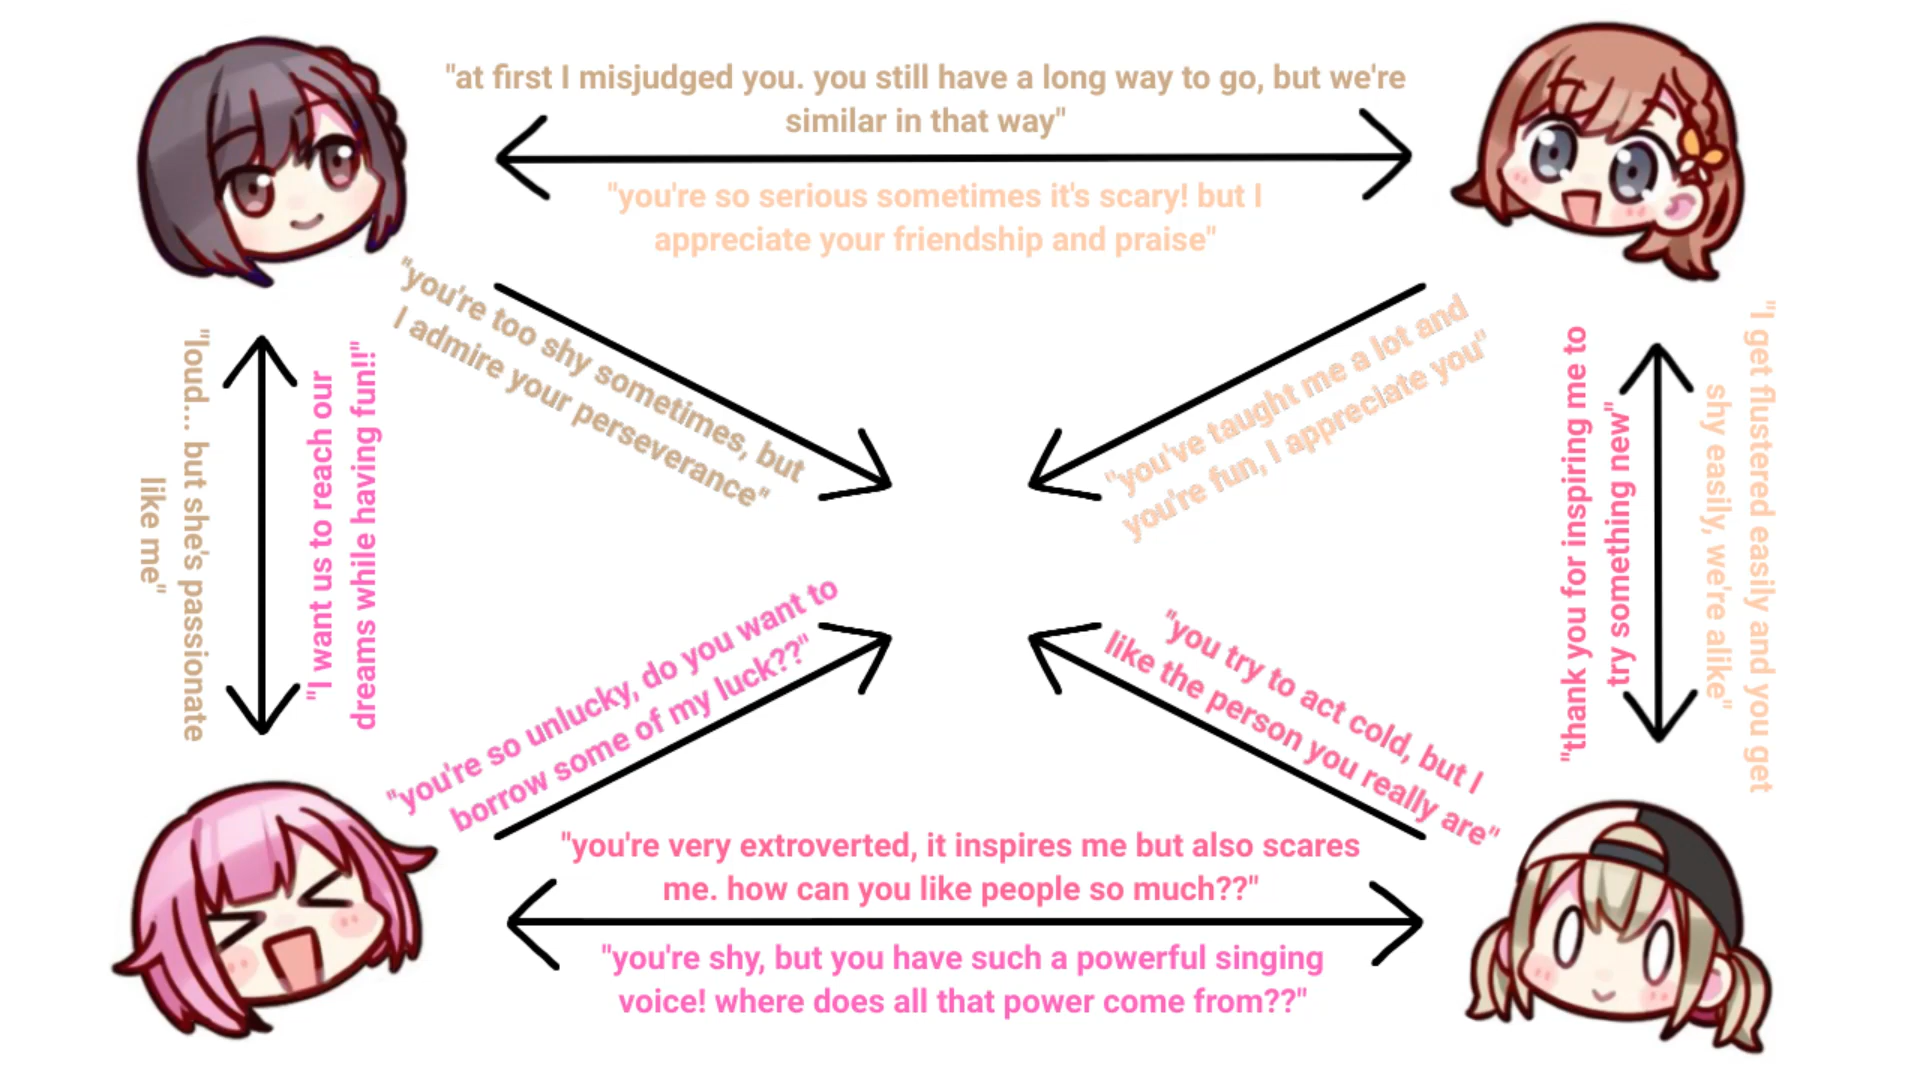 "at first I misjudged you. you still have a long way to go, but we're
similar in that way"
"you're so serious sometimes it's scary! but I
appreciate your friendship and praise"
"you're too shy sometimes, but
I admire your perseverance"
"you've taught me a lot and
you're fun, I appreciate you"
"loud... but she's passionate
like me"
"I want us to reach our
dreams while having fun!!"
"thank you for inspiring me to
try something new"
"I get flustered easily and you get
shy easily, we're alike"
"you're so unlucky, do you want to
borrow some of my luck??"
"you try to act cold, but I
like the person you really are"
"you're very extroverted, it inspires me but also scares
me. how can you like people so much??"
"you're shy, but you have such a powerful singing
voice! where does all that power come from??"